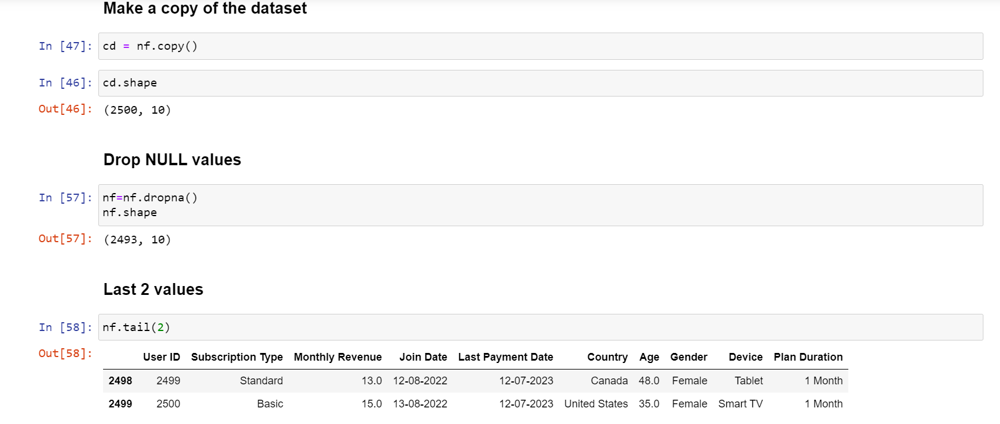 Make a copy of the dataset
In [47]: cd = nf.copy()
In [46]: cd.shape
Out[46]: (2500, 10)
Drop NULL values
In [57]: nf=nf.dropna()
nf.shape
Out[57]: (2493, 10)
Last 2 values
In [58]: nf.tail(2)
Out[58]:
User ID Subscription Type Monthly Revenue Join Date Last Payment Date Country Age Gender Device Plan Duration
2498 2499 Standard 13.0 12-08-2022 12-07-2023 Canada 48.0 Female Tablet 1 Month
2499 2500 Basic 15.0 13-08-2022 12-07-2023 United States 35.0 Female Smart TV 1 Month